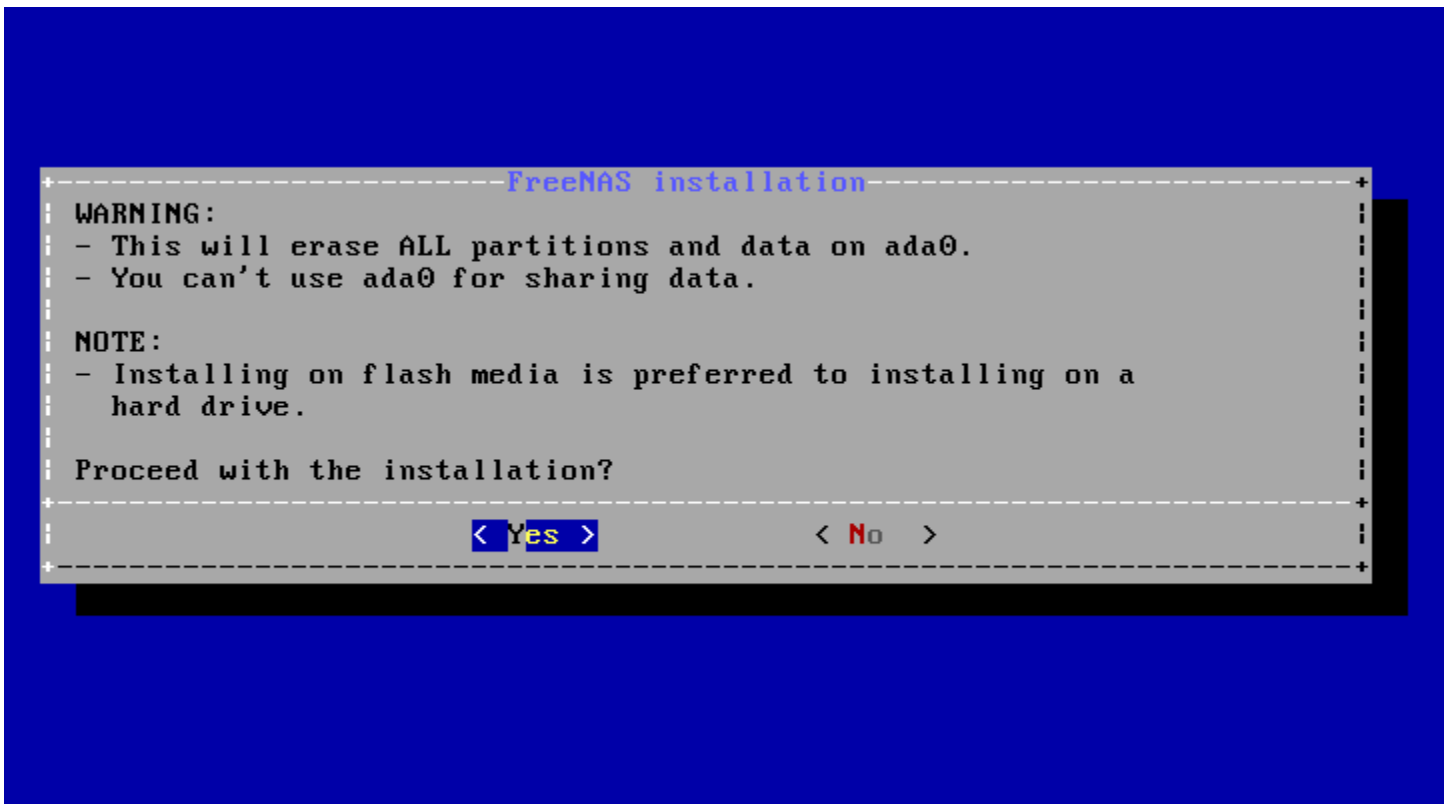 FreeNAS installation
WARNING:
- This will erase ALL partitions and data on ada0.
- You can't use ada0 for sharing data.
NOTE:
- Installing on flash media is preferred to installing on a
hard drive.
Proceed with the installation?
< Yes > < No >